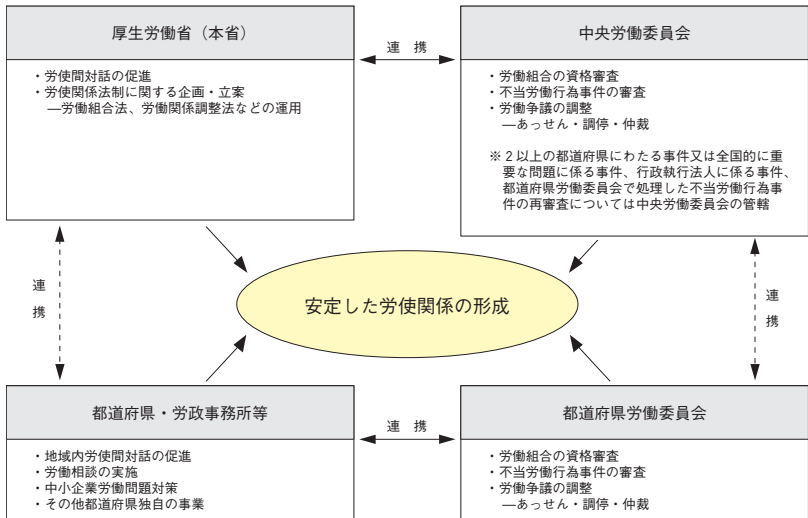 厚生労働省（本省）
・労使間対話の促進
・労使関係法制に関する企画・立案
―労働組合法、労働関係調整法などの運用
連　携
中央労働委員会
・労働組合の資格審査
・不当労働行為事件の審査
・労働争議の調整
―あっせん・調停・仲裁
※２以上の都道府県にわたる事件又は全国的に重
要な問題に係る事件、行政執行法人に係る事件、
都道府県労働委員会で処理した不当労働行為事
件の再審査については中央労働委員会の管轄
連　携
安定した労使関係の形成
連　携
都道府県・労政事務所等
・地域内労使間対話の促進
・労働相談の実施
・中小企業労働問題対策
・その他都道府県独自の事業
連　携
都道府県労働委員会
・労働組合の資格審査
・不当労働行為事件の審査
・労働争議の調整
―あっせん・調停・仲裁